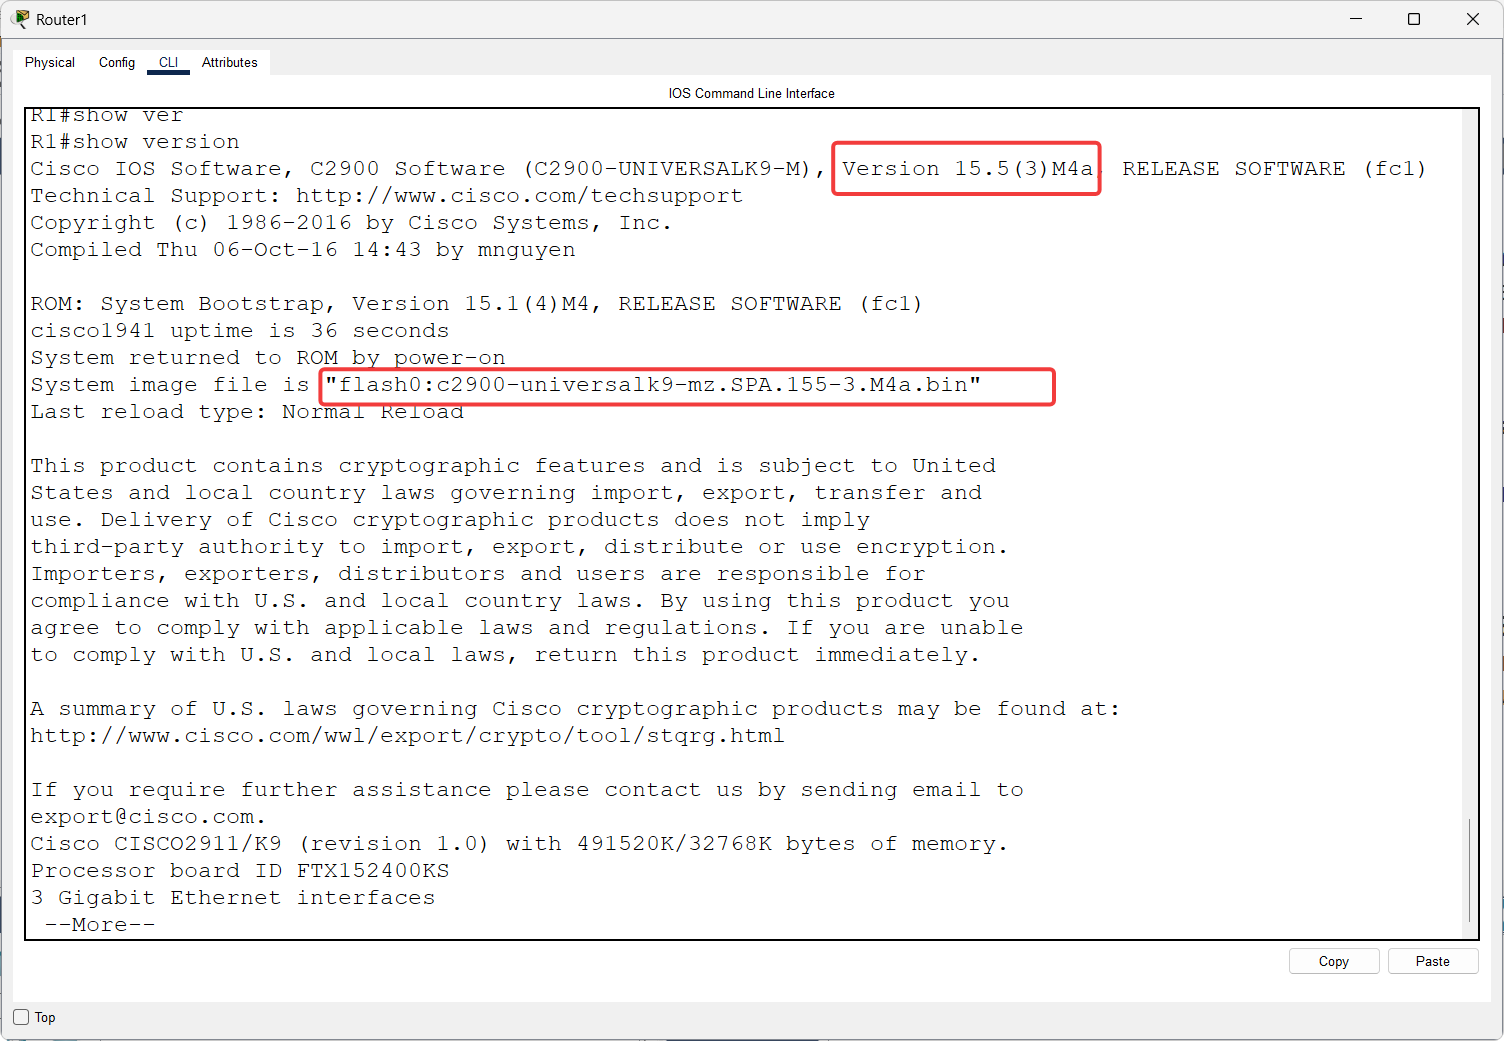 Router1
Physical Config CLI Attributes
IOS Command Line Interface
R1#show ver
R1#show version
Cisco IOS Software, C2900 Software (C2900-UNIVERSALK9-M), Version 15.5(3)M4a, RELEASE SOFTWARE (fc1)
Technical Support: http://www.cisco.com/techsupport
Copyright (c) 1986-2016 by Cisco Systems, Inc.
Compiled Thu 06-Oct-16 14:43 by mnguyen
ROM: System Bootstrap, Version 15.1(4)M4, RELEASE SOFTWARE (fc1)
cisco1941 uptime is 36 seconds
System returned to ROM by power-on
System image file is "flash0:c2900-universalk9-mz.SPA.155-3.M4a.bin"
Last reload type: Normal Reload
This product contains cryptographic features and is subject to United
States and local country laws governing import, export, transfer and
use. Delivery of Cisco cryptographic products does not imply
third-party authority to import, export, distribute or use encryption.
Importers, exporters, distributors and users are responsible for
compliance with U.S. and local country laws. By using this product you
agree to comply with applicable laws and regulations. If you are unable
to comply with U.S. and local laws, return this product immediately.
A summary of U.S. laws governing Cisco cryptographic products may be found at:
http://www.cisco.com/wwl/export/crypto/tool/stqrg.html
If you require further assistance please contact us by sending email to
export@cisco.com.
Cisco CISCO2911/K9 (revision 1.0) with 491520K/32768K bytes of memory.
Processor board ID FTX152400KS
3 Gigabit Ethernet interfaces
--More--
Copy Paste
Top